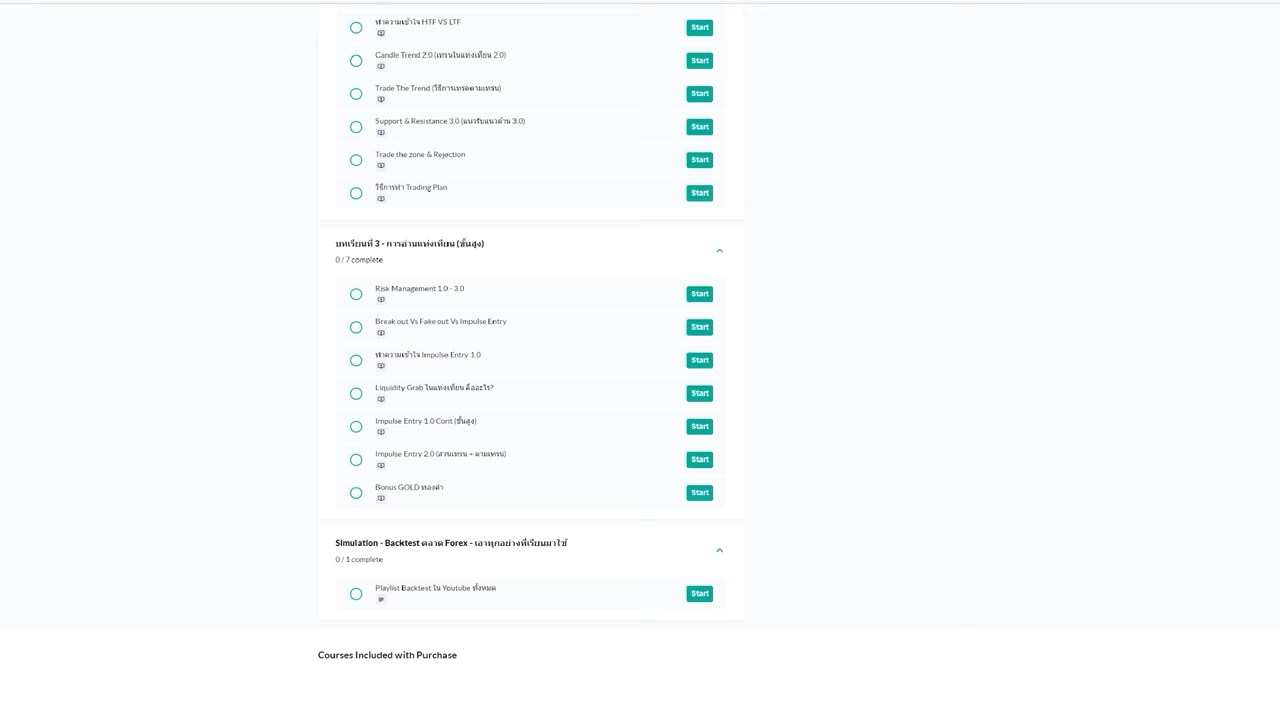 ทำความเข้าใจ HTF VS LTF
Start
Candle Trend 2.0 (เทรนในแท่งเทียน 2.0)
Start
Trade The Trend (วิธีการเทรดตามเทรน)
Start
Support & Resistance 3.0 (แนวรับแนวต้าน 3.0)
Start
Trade the zone & Rejection
Start
วิธีการทำ Trading Plan
Start
บทเรียนที่ 3 - การอ่านแท่งเทียน (ขั้นสูง)
0 / 7 complete
Risk Management 1.0 - 3.0
Start
Break out Vs Fake out Vs Impulse Entry
Start
ทำความเข้าใจ Impulse Entry 1.0
Start
Liquidity Grab ในแท่งเทียน คืออะไร?
Start
Impulse Entry 1.0 Cont (ขั้นสูง)
Start
Impulse Entry 2.0 (สวนเทรน + ตามเทรน)
Start
Bonus GOLD ทองคำ
Start
Simulation - Backtest ตลาด Forex - เอาทุกอย่างที่เรียนมาใช้
0 / 1 complete
Playlist Backtest ใน Youtube ทั้งหมด
Start
Courses Included with Purchase